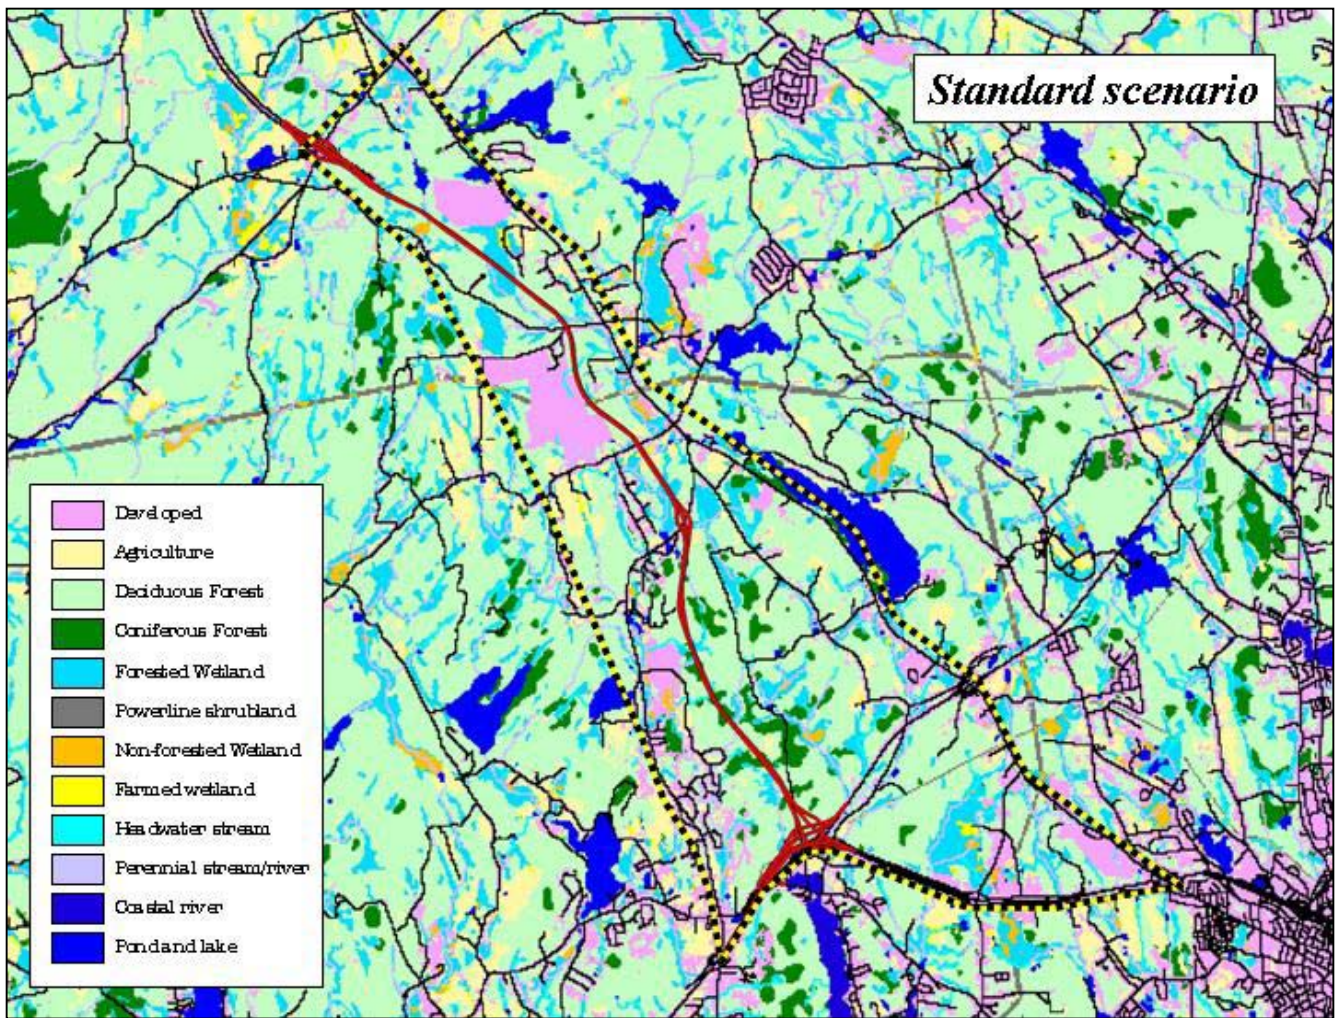 Standard scenario
Developed
Agriculture
Deciduous Forest
Coniferous Forest
Forested Wetland
Powerline shrubland
Non-forested Wetland
Farmed wetland
Headwater stream
Perennial stream/river
Coastal river
Pond and lake